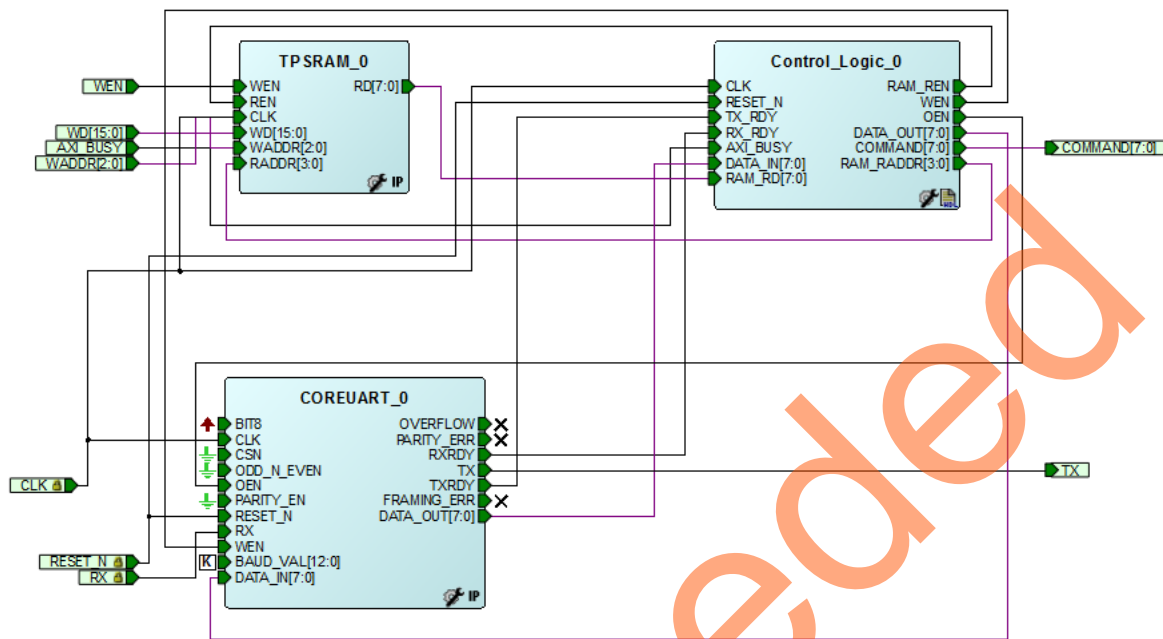 TPSRAM_0
WEN
REN
CLK
WD[15:0]
WADDR[2:0]
RADDR[3:0]
RD[7:0]
IP
Control_Logic_0
CLK
RESET_N
TX_RDY
RX_RDY
AXI_BUSY
DATA_IN[7:0]
RAM_RD[7:0]
RAM_REN
WEN
OEN
DATA_OUT[7:0]
COMMAND[7:0]
RAM_RADDR[3:0]
HDL
WEN
WD[15:0]
AXI_BUSY
WADDR[2:0]
COMMAND[7:0]
COREUART_0
BIT8
CLK
CSN
ODD_N_EVEN
OEN
PARITY_EN
RESET_N
RX
WEN
K
BAUD_VAL[12:0]
DATA_IN[7:0]
OVERFLOW
PARITY_ERR
RXRDY
TX
TXRDY
FRAMING_ERR
DATA_OUT[7:0]
IP
CLK
RESET_N
RX
TX
eded